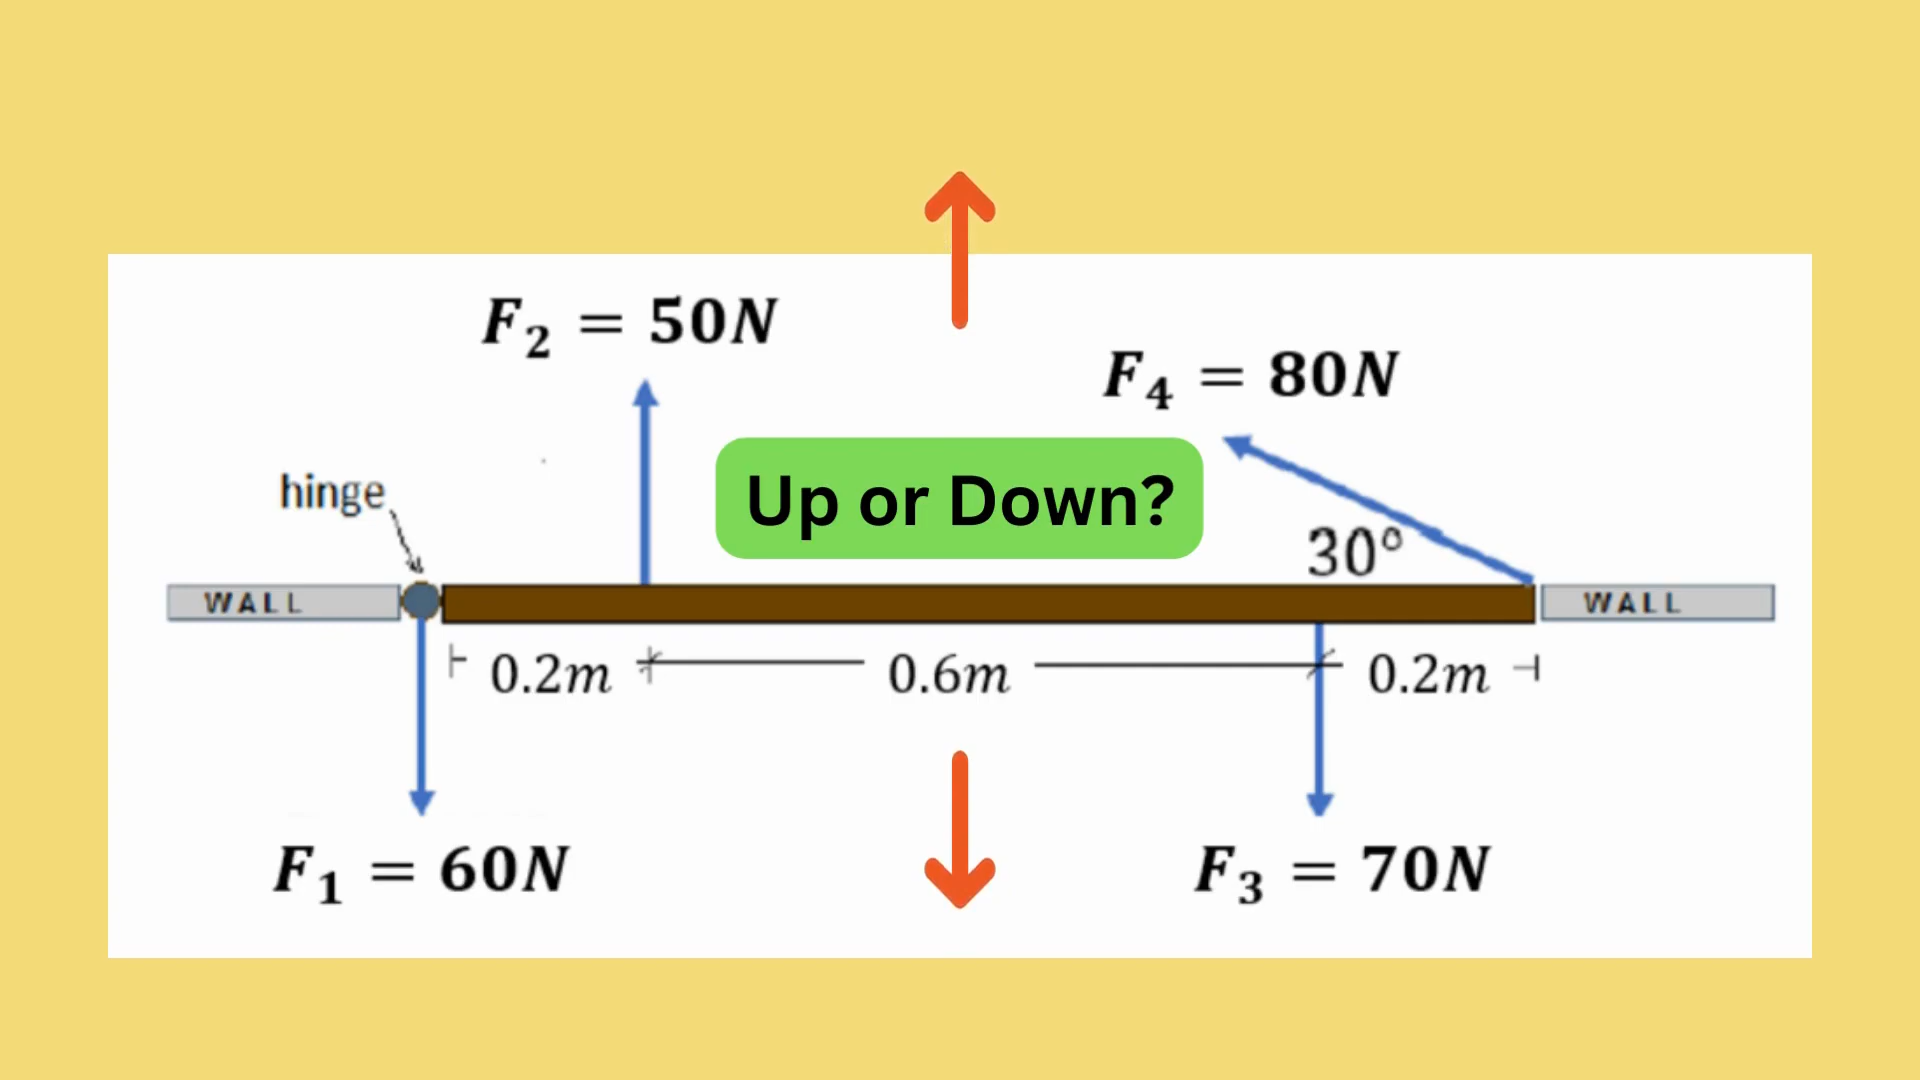 F₂ = 50N
F₄ = 80N
hinge
Up or Down?
30°
WALL
WALL
0.2m
0.6m
0.2m
F₁ = 60N
F₃ = 70N